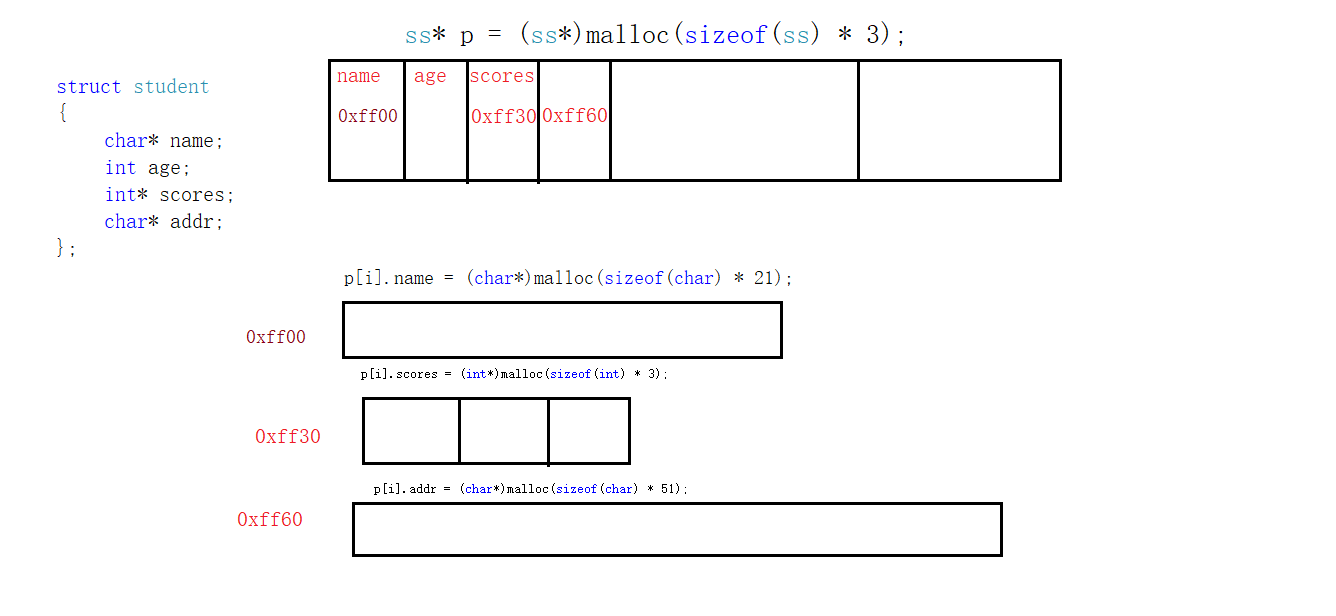 ss* p = (ss*)malloc(sizeof(ss) * 3);
struct student
{
char* name;
int age;
int* scores;
char* addr;
};
name age scores
0xff00 0xff30 0xff60
p[i].name = (char*)malloc(sizeof(char) * 21);
0xff00
p[i].scores = (int*)malloc(sizeof(int) * 3);
0xff30
p[i].addr = (char*)malloc(sizeof(char) * 51);
0xff60